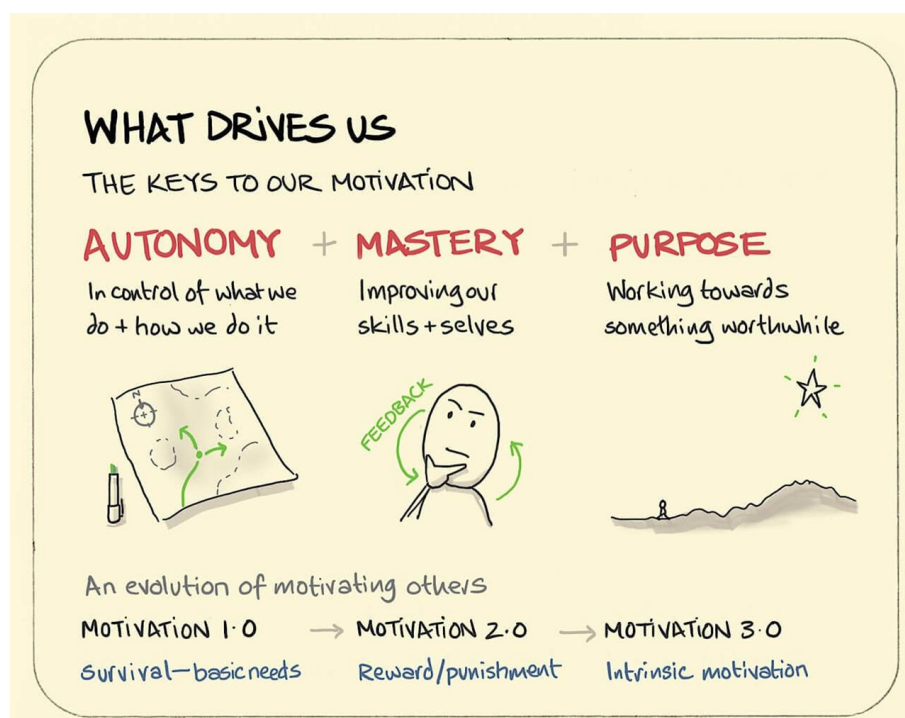 WHAT DRIVES US
THE KEYS TO OUR MOTIVATION
AUTONOMY + MASTERY + PURPOSE
In control of what we
do + how we do it
Improving our
skills + selves
Working towards
something worthwhile
N
FEEDBACK
An evolution of motivating others
MOTIVATION 1.0 → MOTIVATION 2.0 → MOTIVATION 3.0
Survival – basic needs
Reward/punishment
Intrinsic motivation